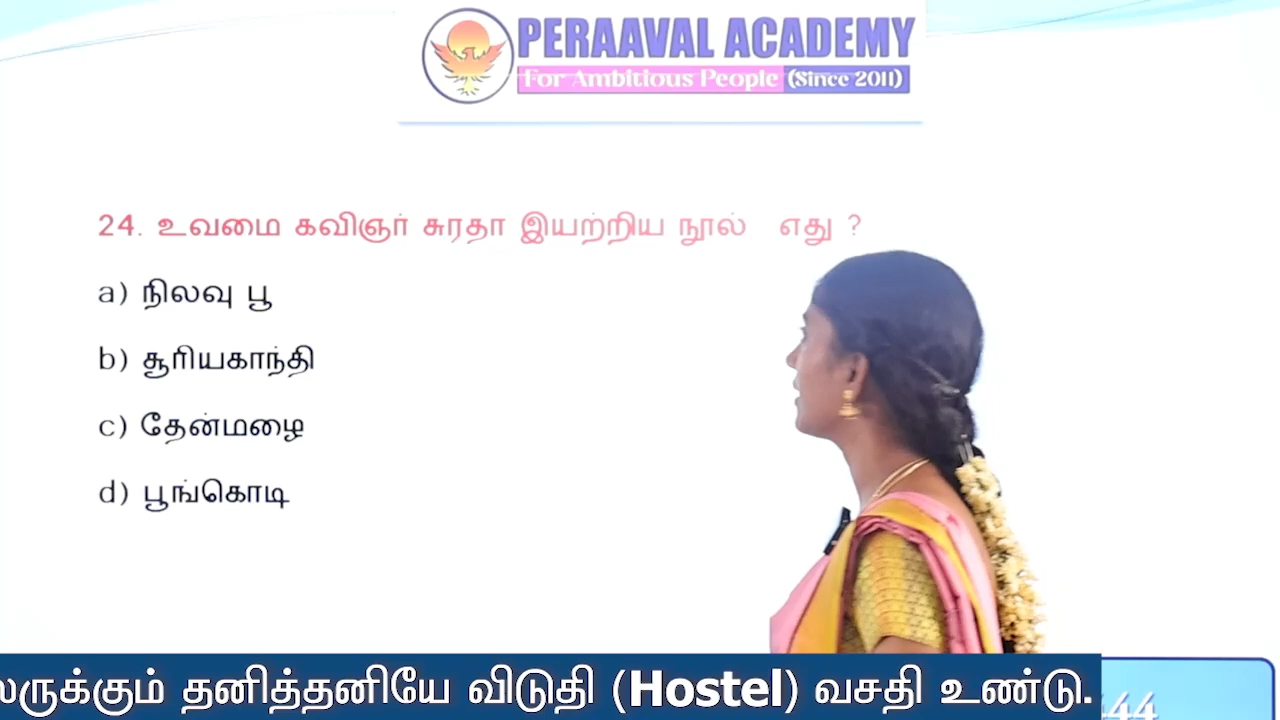 PERAAVAL ACADEMY
For Ambitious People (Since 2011)
24. உவமை கவிஞர் சுரதா இயற்றிய நூல் எது ?
a) நிலவு பூ
b) சூரியகாந்தி
c) தேன்மழை
d) பூங்கொடி
தனித்தனியே விடுதி (Hostel) வசதி உண்டு.